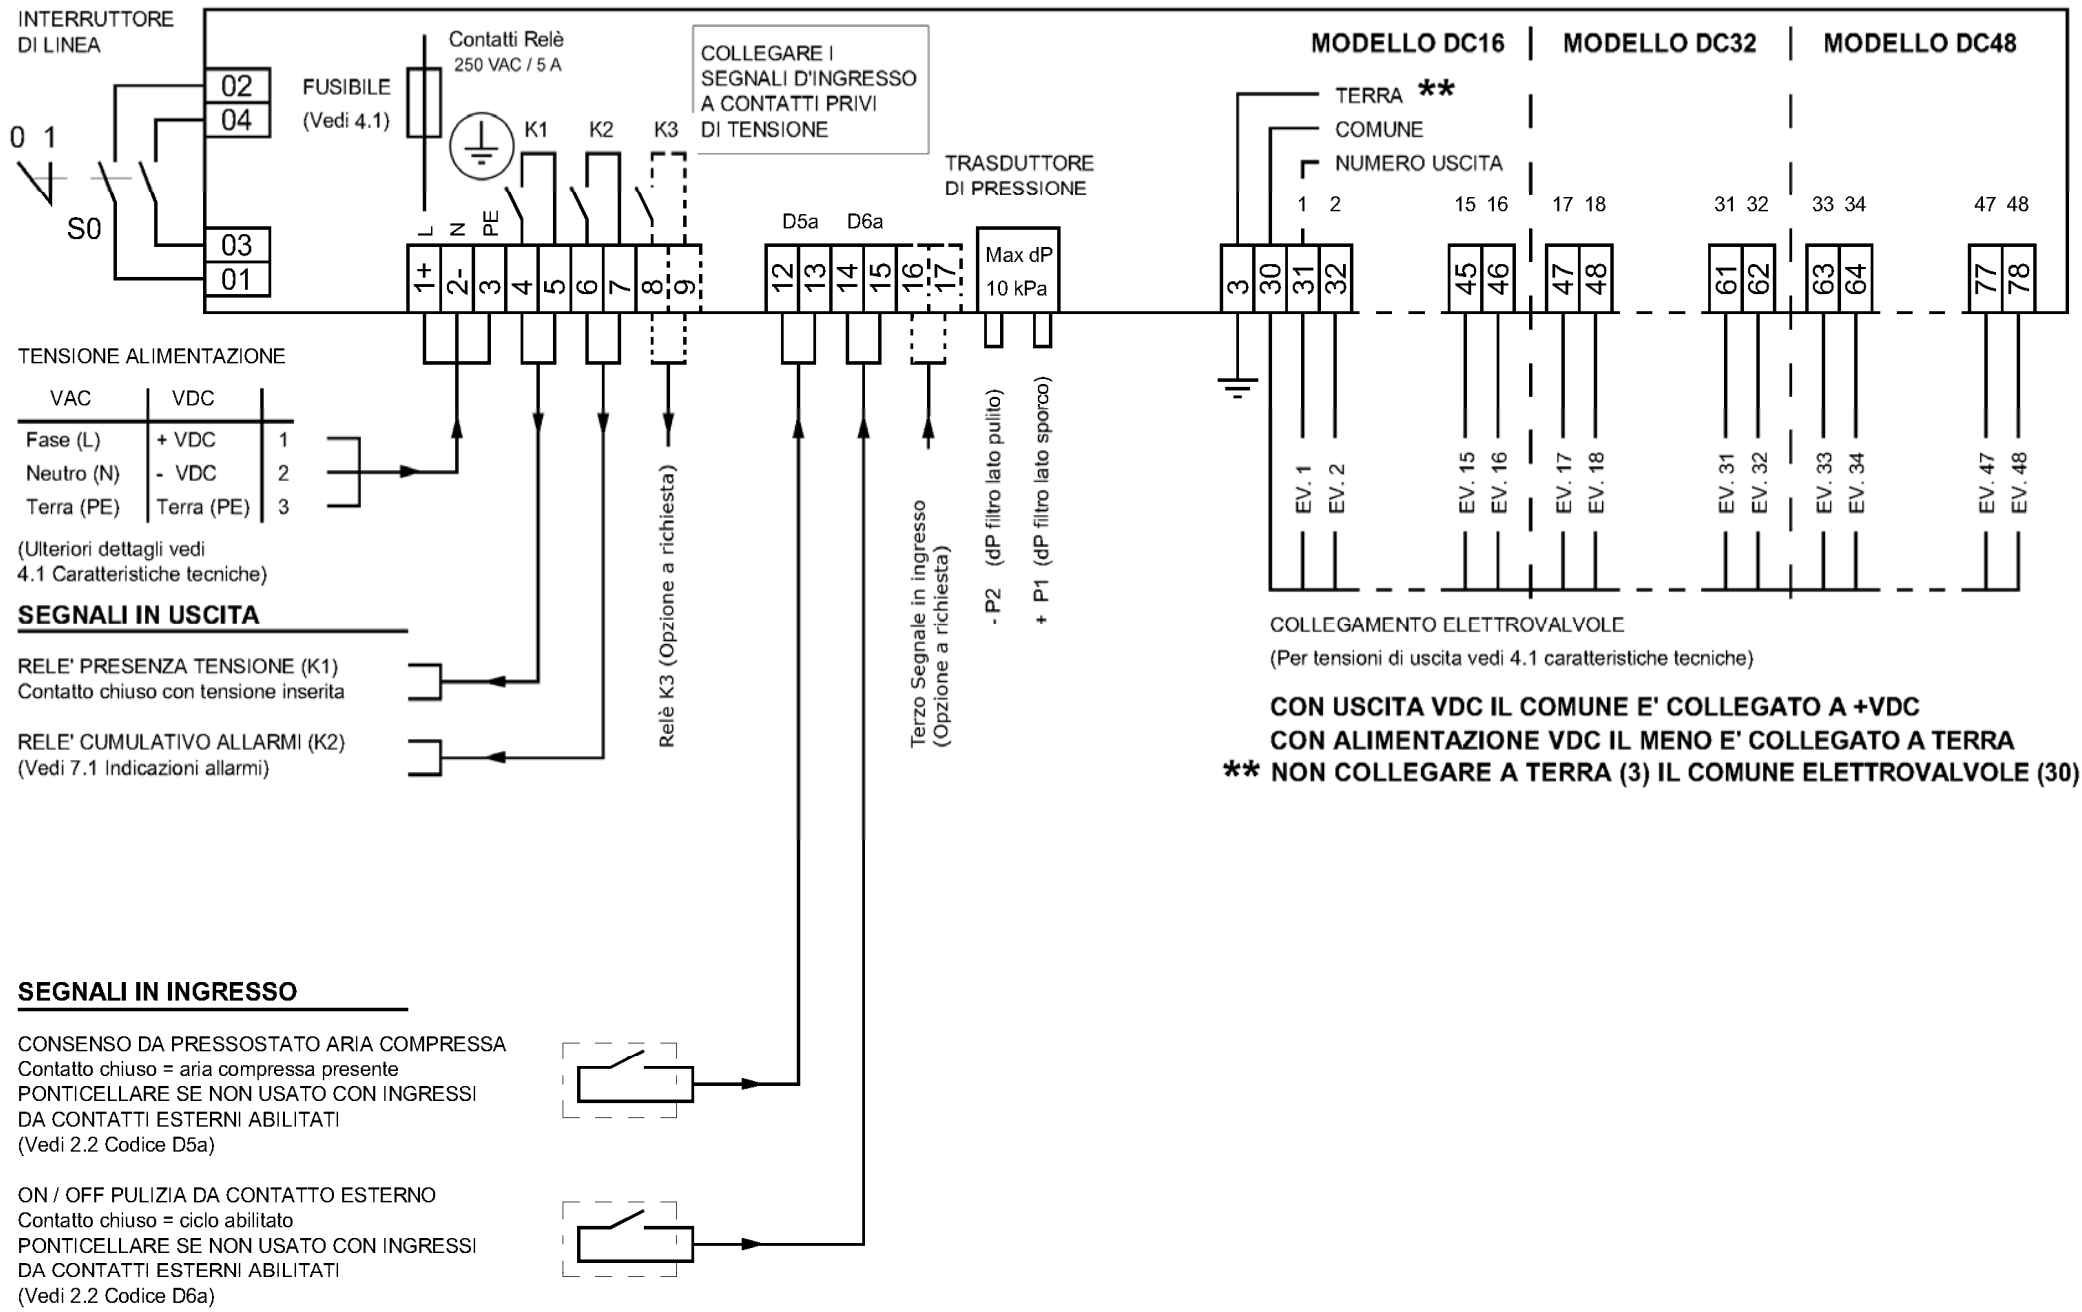 INTERRUTTORE
DI LINEA
02
04
0 1
S0
03
01
FUSIBILE
(Vedi 4.1)
Contatti Relè
250 VAC / 5 A
K1
K2
K3
COLLEGARE I
SEGNALI D'INGRESSO
A CONTATTI PRIVI
DI TENSIONE
L
N
PE
1+
2-
3
4
5
6
7
8
9
D5a
D6a
12
13
14
15
16
17
TRASDUTTORE
DI PRESSIONE
Max dP
10 kPa
MODELLO DC16
MODELLO DC32
MODELLO DC48
TERRA **
COMUNE
NUMERO USCITA
1 2 15 16 17 18 31 32 33 34 47 48
3 30 31 32 45 46 47 48 61 62 63 64 77 78
TENSIONE ALIMENTAZIONE
VAC VDC
Fase (L) + VDC 1
Neutro (N) - VDC 2
Terra (PE) Terra (PE) 3
(Ulteriori dettagli vedi
4.1 Caratteristiche tecniche)
SEGNALI IN USCITA
RELE' PRESENZA TENSIONE (K1)
Contatto chiuso con tensione inserita
RELE' CUMULATIVO ALLARMI (K2)
(Vedi 7.1 Indicazioni allarmi)
Relè K3 (Opzione a richiesta)
Terzo Segnale in ingresso
(Opzione a richiesta)
- P2 (dP filtro lato pulito)
+ P1 (dP filtro lato sporco)
EV. 1
EV. 2
EV. 15
EV. 16
EV. 17
EV. 18
EV. 31
EV. 32
EV. 33
EV. 34
EV. 47
EV. 48
COLLEGAMENTO ELETTROVALVOLE
(Per tensioni di uscita vedi 4.1 caratteristiche tecniche)
CON USCITA VDC IL COMUNE E' COLLEGATO A +VDC
CON ALIMENTAZIONE VDC IL MENO E' COLLEGATO A TERRA
** NON COLLEGARE A TERRA (3) IL COMUNE ELETTROVALVOLE (30)
SEGNALI IN INGRESSO
CONSENSO DA PRESSOSTATO ARIA COMPRESSA
Contatto chiuso = aria compressa presente
PONTICELLARE SE NON USATO CON INGRESSI
DA CONTATTI ESTERNI ABILITATI
(Vedi 2.2 Codice D5a)
ON / OFF PULIZIA DA CONTATTO ESTERNO
Contatto chiuso = ciclo abilitato
PONTICELLARE SE NON USATO CON INGRESSI
DA CONTATTI ESTERNI ABILITATI
(Vedi 2.2 Codice D6a)